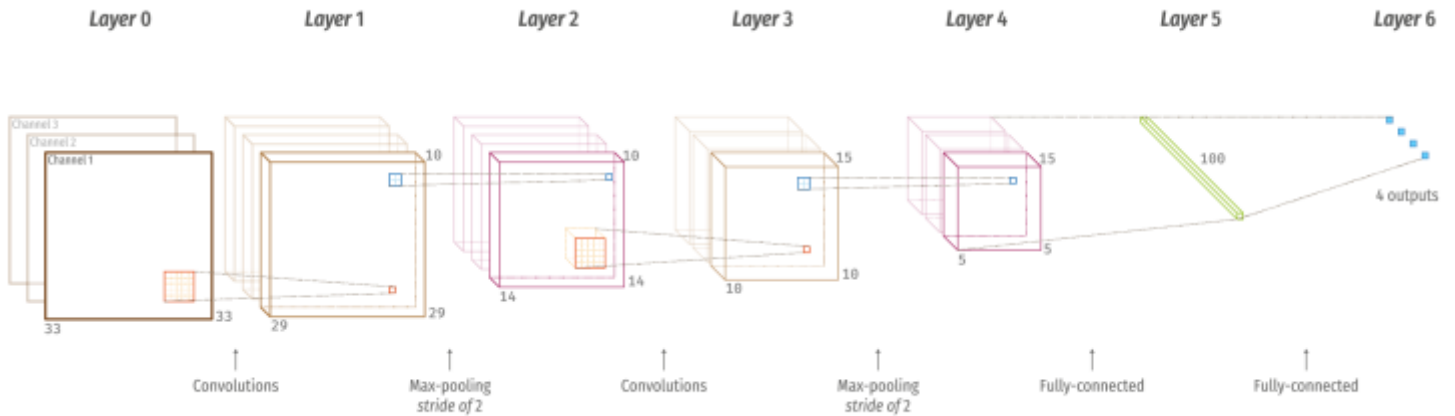 Layer 0
Layer 1
Layer 2
Layer 3
Layer 4
Layer 5
Layer 6
Channel 3
Channel 2
Channel 1
33
33
10
29
29
10
14
14
15
10
10
15
5
5
100
4 outputs
Convolutions
Max-pooling
stride of 2
Convolutions
Max-pooling
stride of 2
Fully-connected
Fully-connected